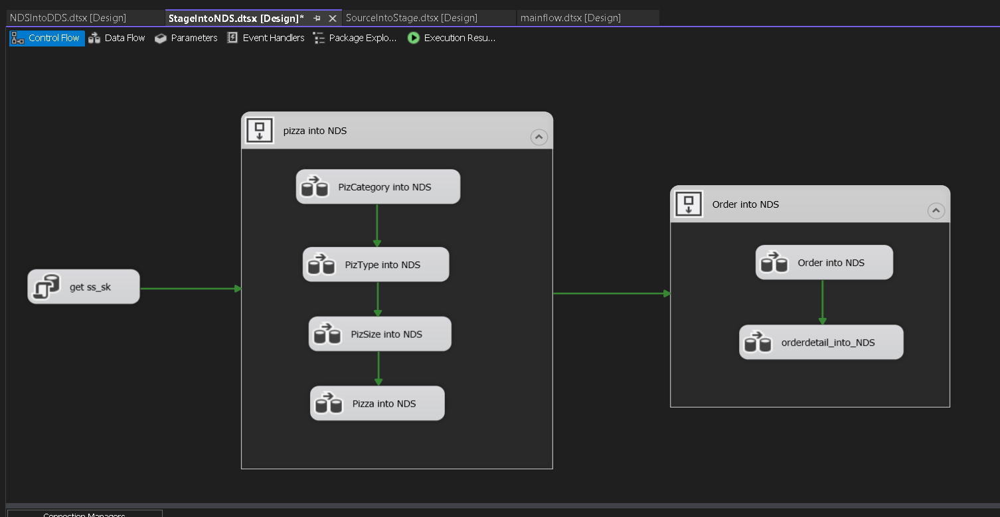 NDSIntoDDS.dtsx [Design]
StageIntoNDS.dtsx [Design]*
SourceIntoStage.dtsx [Design]
mainflow.dtsx [Design]
Control Flow
Data Flow
Parameters
Event Handlers
Package Explo...
Execution Resu...
get ss_sk
pizza into NDS
PizCategory into NDS
PizType into NDS
PizSize into NDS
Pizza into NDS
Order into NDS
Order into NDS
orderdetail_into_NDS
Connection Managers